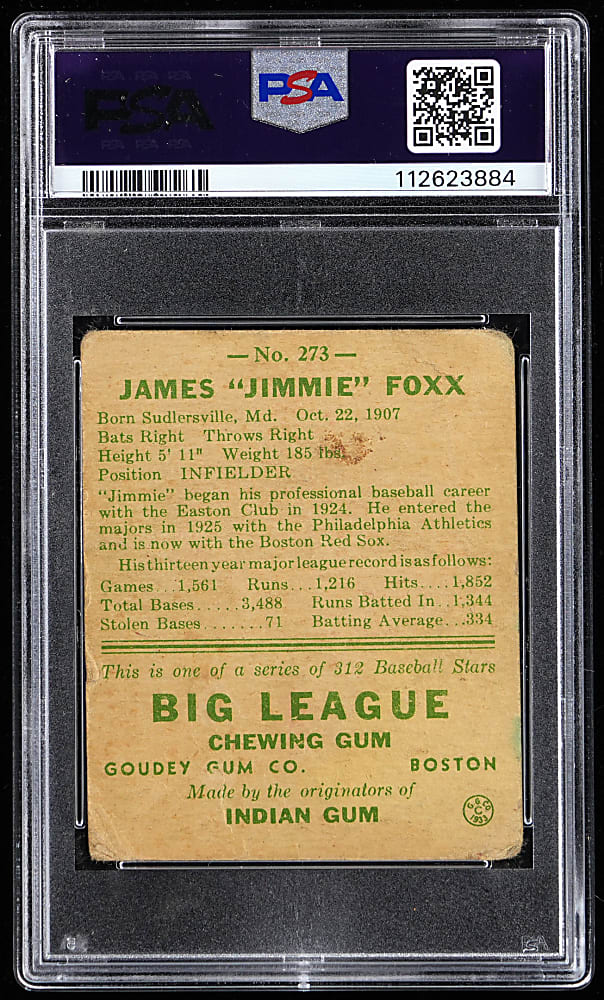 PSA
PSA
112623884
— No. 273 —
JAMES "JIMMIE" FOXX
Born Sudlersville, Md. Oct. 22, 1907
Bats Right Throws Right
Height 5' 11" Weight 185 lbs.
Position INFIELDER
"Jimmie" began his professional baseball career
with the Easton Club in 1924. He entered the
majors in 1925 with the Philadelphia Athletics
and is now with the Boston Red Sox.
His thirteen year major league record is as follows:
Games...1,561 Runs...1,216 Hits....1,852
Total Bases.....3,488 Runs Batted In..1,344
Stolen Bases.......71 Batting Average...334
This is one of a series of 312 Baseball Stars
BIG LEAGUE
CHEWING GUM
GOUDEY GUM CO. BOSTON
Made by the originators of
INDIAN GUM
G.G.CO.
C
1933
PSA